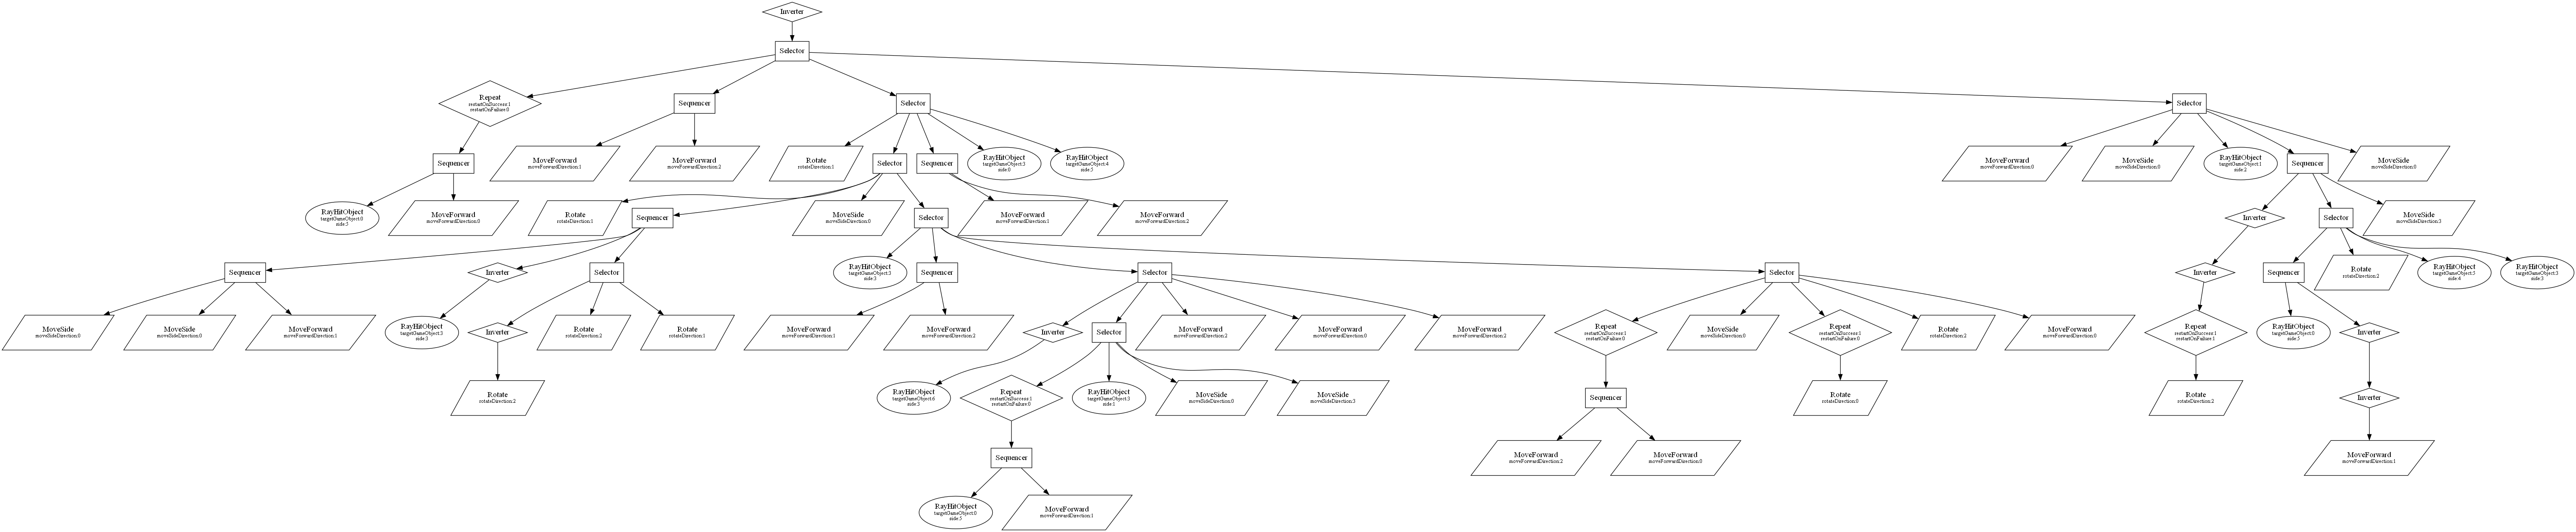 Inverter
Selector
Repeat
restartOnSuccess:1
restartOnFailure:0
Sequencer
Selector
Selector
Sequencer
MoveForward
moveForwardDirection:1
MoveForward
moveForwardDirection:2
Rotate
rotateDirection:1
Selector
Sequencer
RayHitObject
targetGameObject:3
side:0
RayHitObject
targetGameObject:4
side:3
MoveForward
moveForwardDirection:0
MoveSide
moveSideDirection:0
RayHitObject
targetGameObject:1
side:2
Sequencer
MoveSide
moveSideDirection:0
RayHitObject
targetGameObject:0
side:5
MoveForward
moveForwardDirection:0
Rotate
rotateDirection:1
Sequencer
MoveSide
moveSideDirection:0
Selector
MoveForward
moveForwardDirection:1
MoveForward
moveForwardDirection:2
Inverter
Selector
MoveSide
moveSideDirection:3
Sequencer
Inverter
Selector
RayHitObject
targetGameObject:3
side:3
Sequencer
Selector
Selector
Inverter
Sequencer
Rotate
rotateDirection:2
RayHitObject
side:4
RayHitObject
targetGameObject:3
side:3
MoveSide
moveSideDirection:0
MoveSide
moveSideDirection:0
MoveForward
moveForwardDirection:1
RayHitObject
targetGameObject:3
side:3
Inverter
Rotate
rotateDirection:2
Rotate
rotateDirection:1
MoveForward
moveForwardDirection:1
MoveForward
moveForwardDirection:2
Inverter
Selector
MoveForward
moveForwardDirection:2
MoveForward
moveForwardDirection:0
MoveForward
moveForwardDirection:2
Repeat
restartOnSuccess:1
restartOnFailure:0
MoveSide
moveSideDirection:0
Repeat
restartOnSuccess:1
restartOnFailure:0
Rotate
rotateDirection:2
MoveForward
moveForwardDirection:0
Repeat
restartOnSuccess:1
restartOnFailure:1
RayHitObject
targetGameObject:0
side:5
Inverter
Rotate
rotateDirection:2
RayHitObject
targetGameObject:6
side:3
Repeat
restartOnSuccess:1
restartOnFailure:0
RayHitObject
targetGameObject:3
side:1
MoveSide
moveSideDirection:0
MoveSide
moveSideDirection:3
Sequencer
Rotate
rotateDirection:0
Rotate
rotateDirection:2
Inverter
Sequencer
MoveForward
moveForwardDirection:2
MoveForward
moveForwardDirection:0
MoveForward
moveForwardDirection:1
RayHitObject
targetGameObject:0
side:5
MoveForward
moveForwardDirection:1